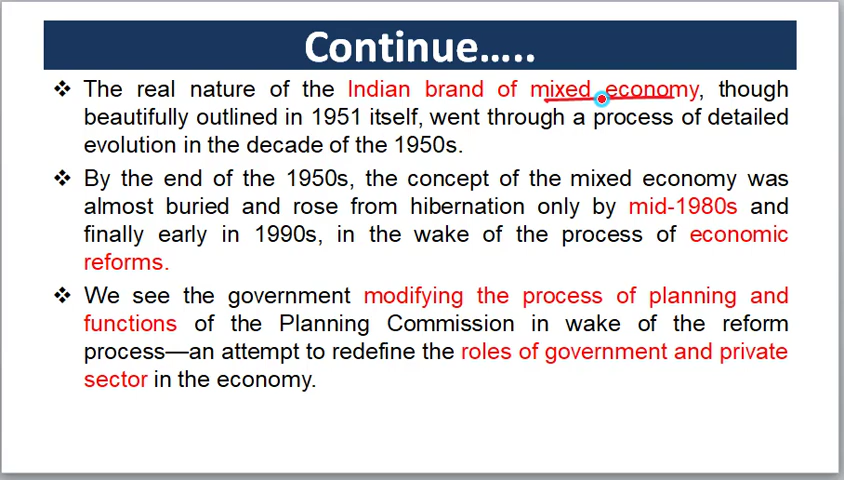 Continue…..
❖ The real nature of the Indian brand of mixed economy, though
beautifully outlined in 1951 itself, went through a process of detailed
evolution in the decade of the 1950s.
❖ By the end of the 1950s, the concept of the mixed economy was
almost buried and rose from hibernation only by mid-1980s and
finally early in 1990s, in the wake of the process of economic
reforms.
❖ We see the government modifying the process of planning and
functions of the Planning Commission in wake of the reform
process—an attempt to redefine the roles of government and private
sector in the economy.